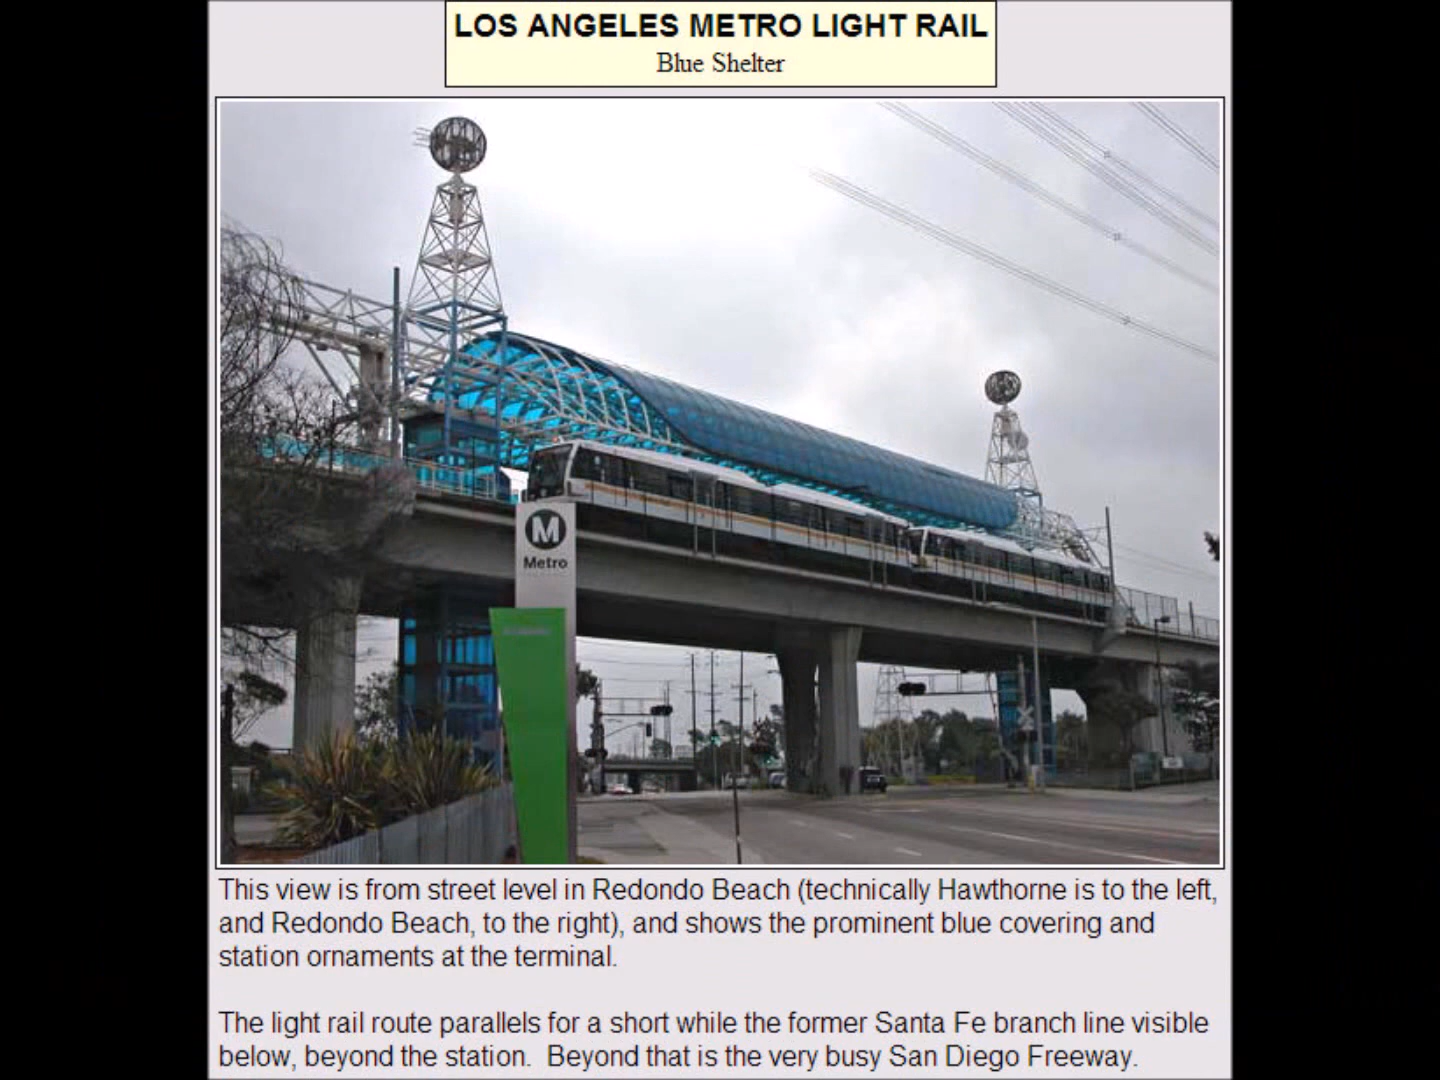 LOS ANGELES METRO LIGHT RAIL
Blue Shelter
M
Metro
This view is from street level in Redondo Beach (technically Hawthorne is to the left,
and Redondo Beach, to the right), and shows the prominent blue covering and
station ornaments at the terminal.
The light rail route parallels for a short while the former Santa Fe branch line visible
below, beyond the station. Beyond that is the very busy San Diego Freeway.